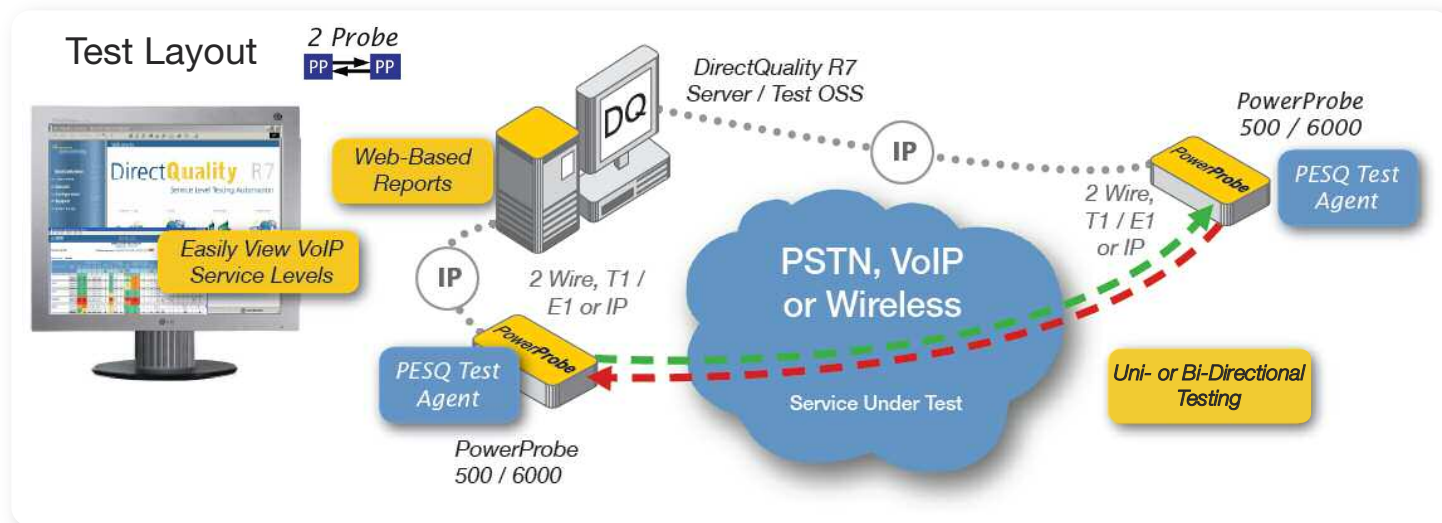 Test Layout
2 Probe
PP
PP
DirectQuality R7
Server / Test OSS
DQ
IP
PowerProbe
500 / 6000
PowerProbe
PESQ Test
Agent
2 Wire,
T1 / E1
or IP
Web-Based
Reports
DirectQuality R7
Service Level Testing Automation
Easily View VoIP
Service Levels
IP
2 Wire, T1 /
E1 or IP
PSTN, VoIP
or Wireless
Service Under Test
PowerProbe
PESQ Test
Agent
PowerProbe
500 / 6000
Uni- or Bi-Directional
Testing